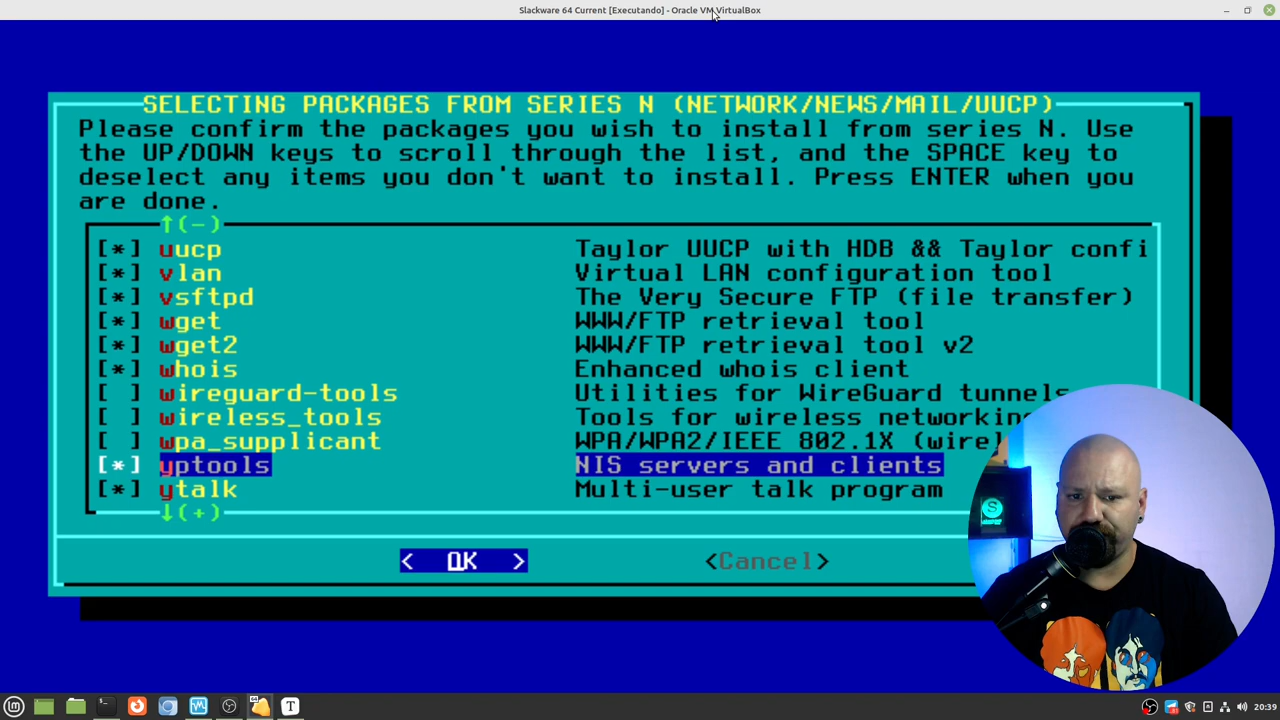 Slackware 64 Current [Executando] - Oracle VM VirtualBox
SELECTING PACKAGES FROM SERIES N (NETWORK/NEWS/MAIL/UUCP)
Please confirm the packages you wish to install from series N. Use
the UP/DOWN keys to scroll through the list, and the SPACE key to
deselect any items you don't want to install. Press ENTER when you
are done.
↑(-)
[*] uucp Taylor UUCP with HDB && Taylor confi
[*] vlan Virtual LAN configuration tool
[*] vsftpd The Very Secure FTP (file transfer)
[*] wget WWW/FTP retrieval tool
[*] wget2 WWW/FTP retrieval tool v2
[*] whois Enhanced whois client
[ ] wireguard-tools Utilities for WireGuard tunnels
[ ] wireless_tools Tools for wireless networkin
[ ] wpa_supplicant WPA/WPA2/IEEE 802.1X (wirel
[*] yptools NIS servers and clients
[*] ytalk Multi-user talk program
↓(+)
< OK > <Cancel>
64
T
20:39